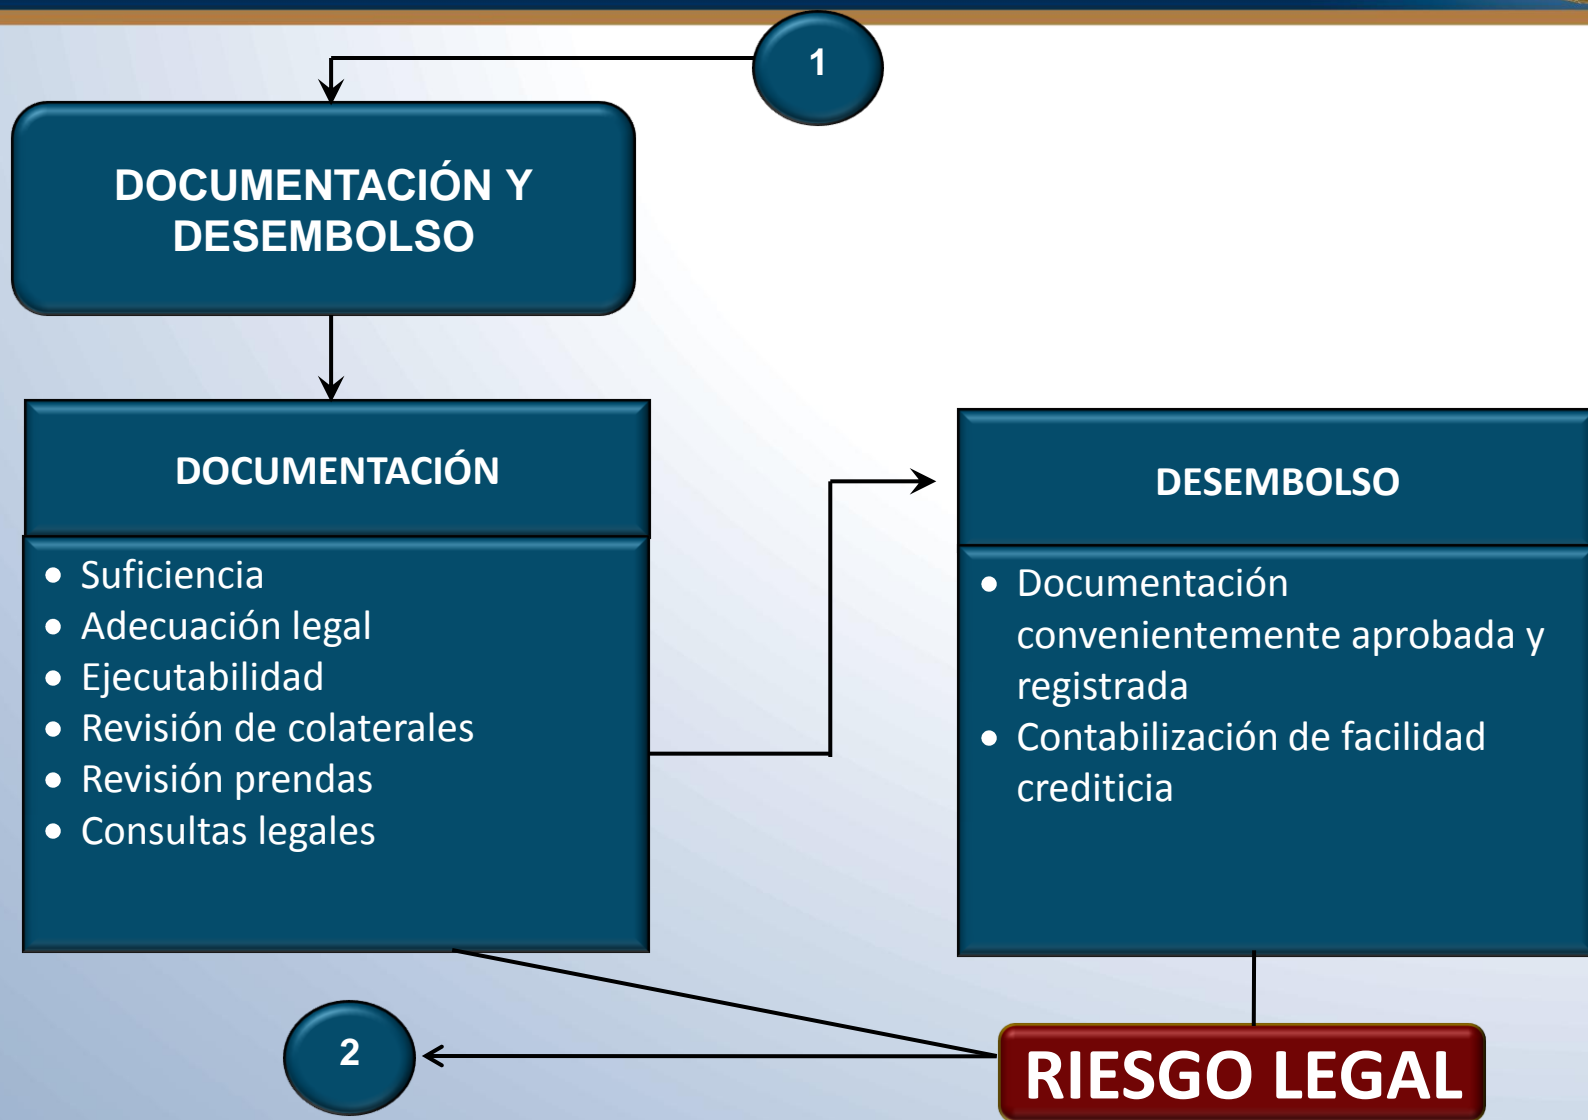 1
DOCUMENTACIÓN Y
DESEMBOLSO
DOCUMENTACIÓN
• Suficiencia
• Adecuación legal
• Ejecutabilidad
• Revisión de colaterales
• Revisión prendas
• Consultas legales
DESEMBOLSO
• Documentación
convenientemente aprobada y
registrada
• Contabilización de facilidad
crediticia
2
RIESGO LEGAL